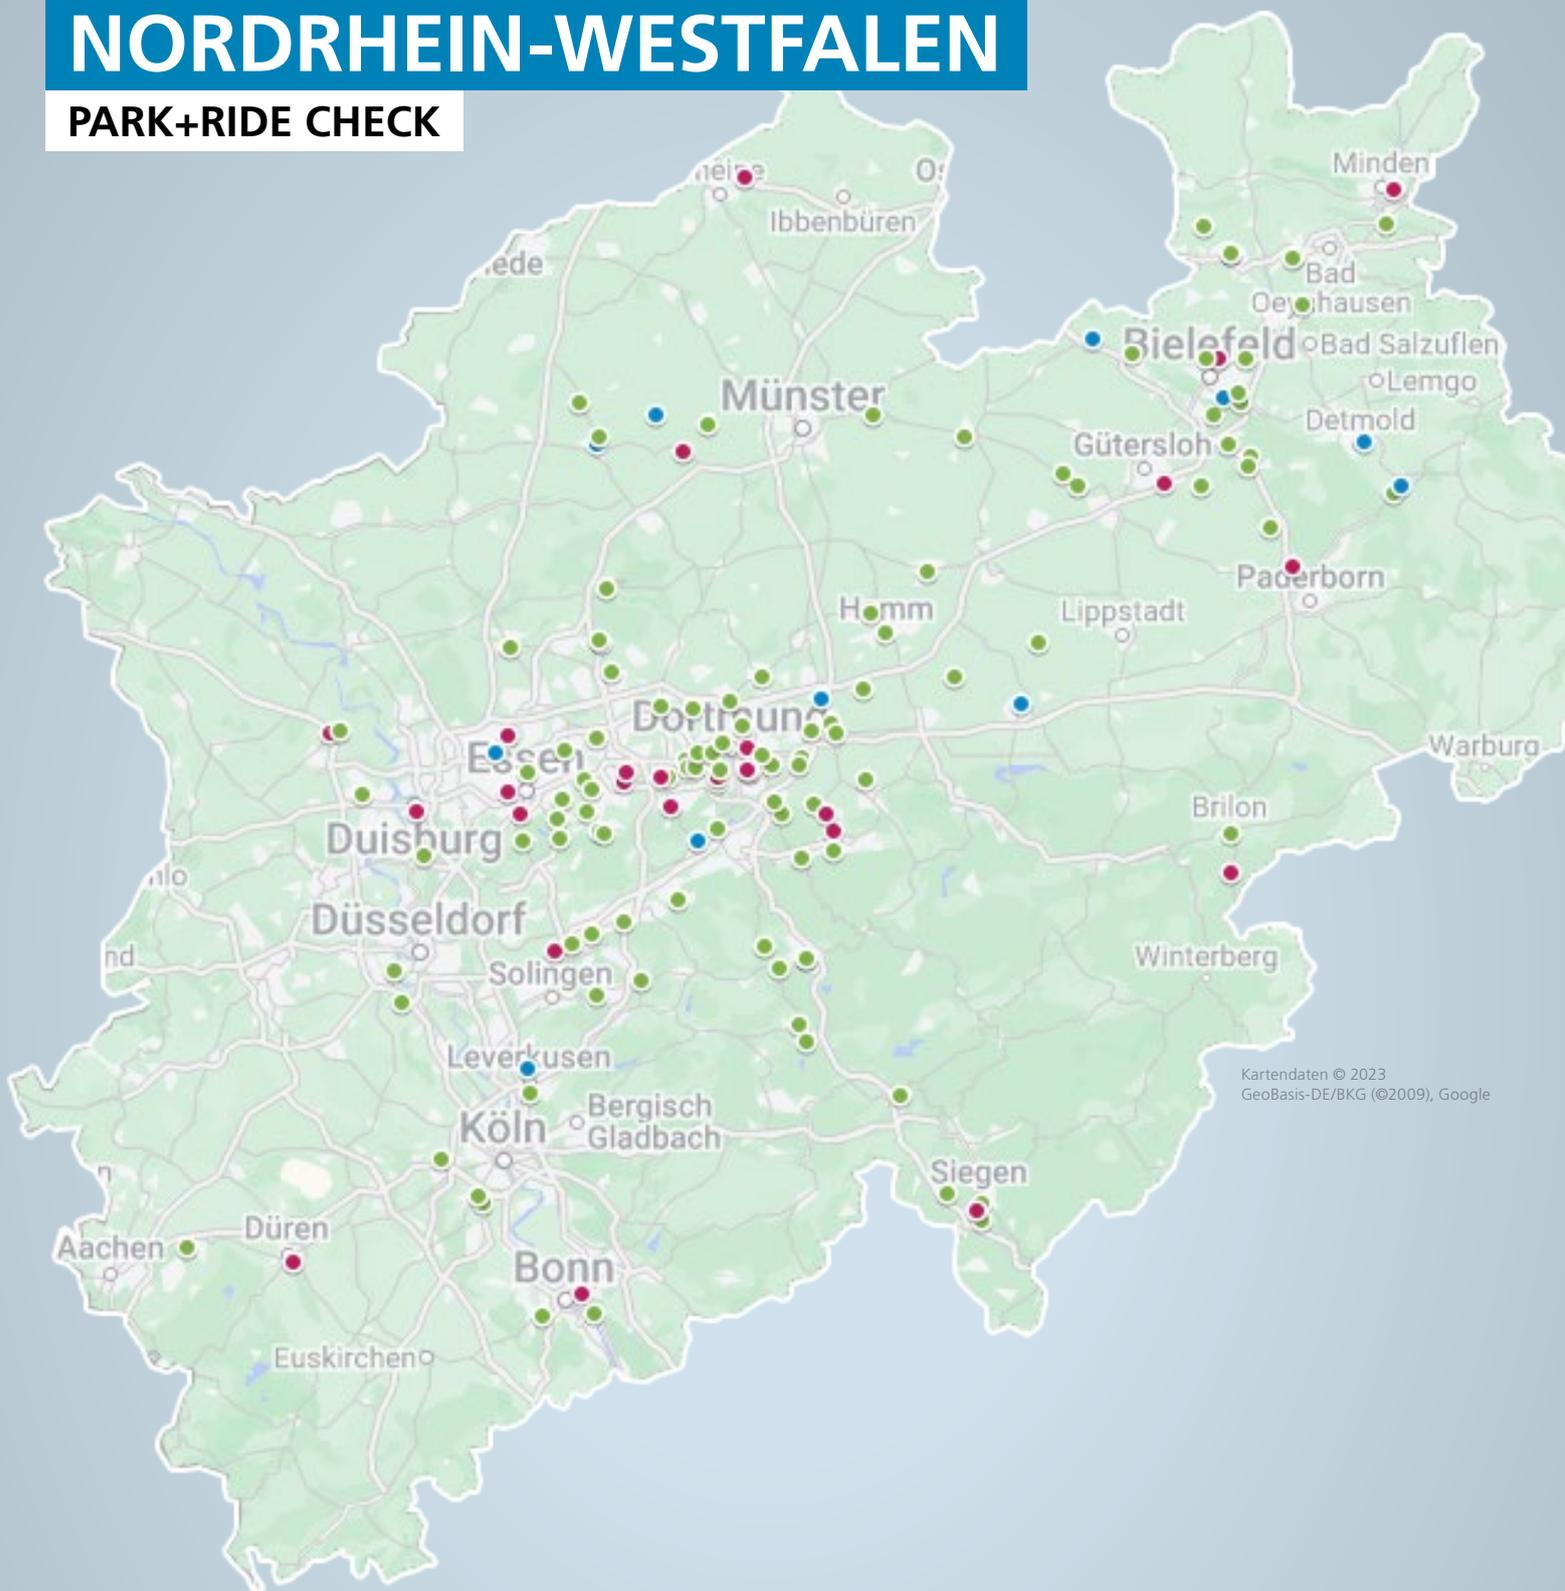 NORDRHEIN-WESTFALEN
PARK+RIDE CHECK
Minden
Ibbenbüren
Bad
Bielefeld
Bad Salzuflen
Münster
Lemgo
Detmold
Gütersloh
Paderborn
Hamm
Lippstadt
Dortmund
Essen
Warburg
Brilon
Duisburg
Düsseldorf
Winterberg
Solingen
Leverkusen
Kartendaten © 2023
GeoBasis-DE/BKG (©2009), Google
Köln
Bergisch
Gladbach
Siegen
Düren
Aachen
Bonn
Euskirchen